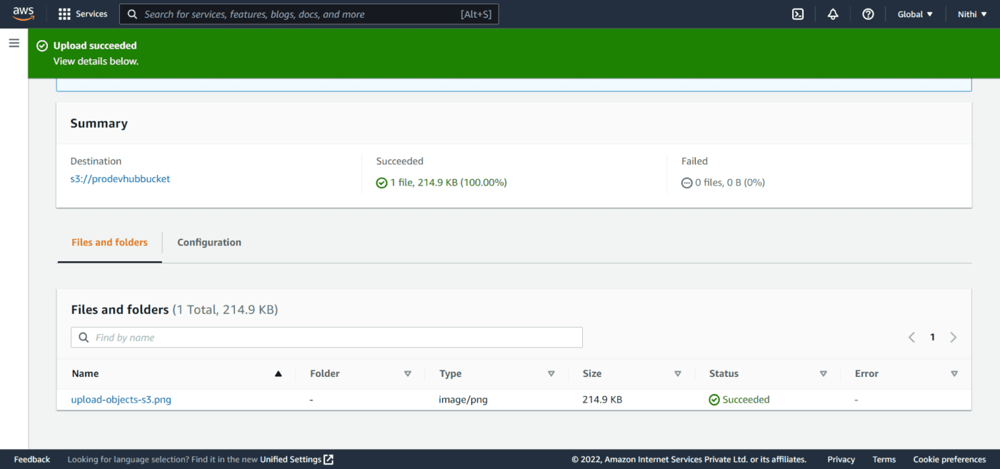 aws
Services
Search for services, features, blogs, docs, and more [Alt+S]
Global
Nithi
Upload succeeded
View details below.
Summary
Destination Succeeded Failed
s3://prodevhubbucket 1 file, 214.9 KB (100.00%) 0 files, 0 B (0%)
Files and folders Configuration
Files and folders (1 Total, 214.9 KB)
Find by name
1
Name Folder Type Size Status Error
upload-objects-s3.png - image/png 214.9 KB Succeeded -
Feedback Looking for language selection? Find it in the new Unified Settings © 2022, Amazon Internet Services Private Ltd. or its affiliates. Privacy Terms Cookie preferences